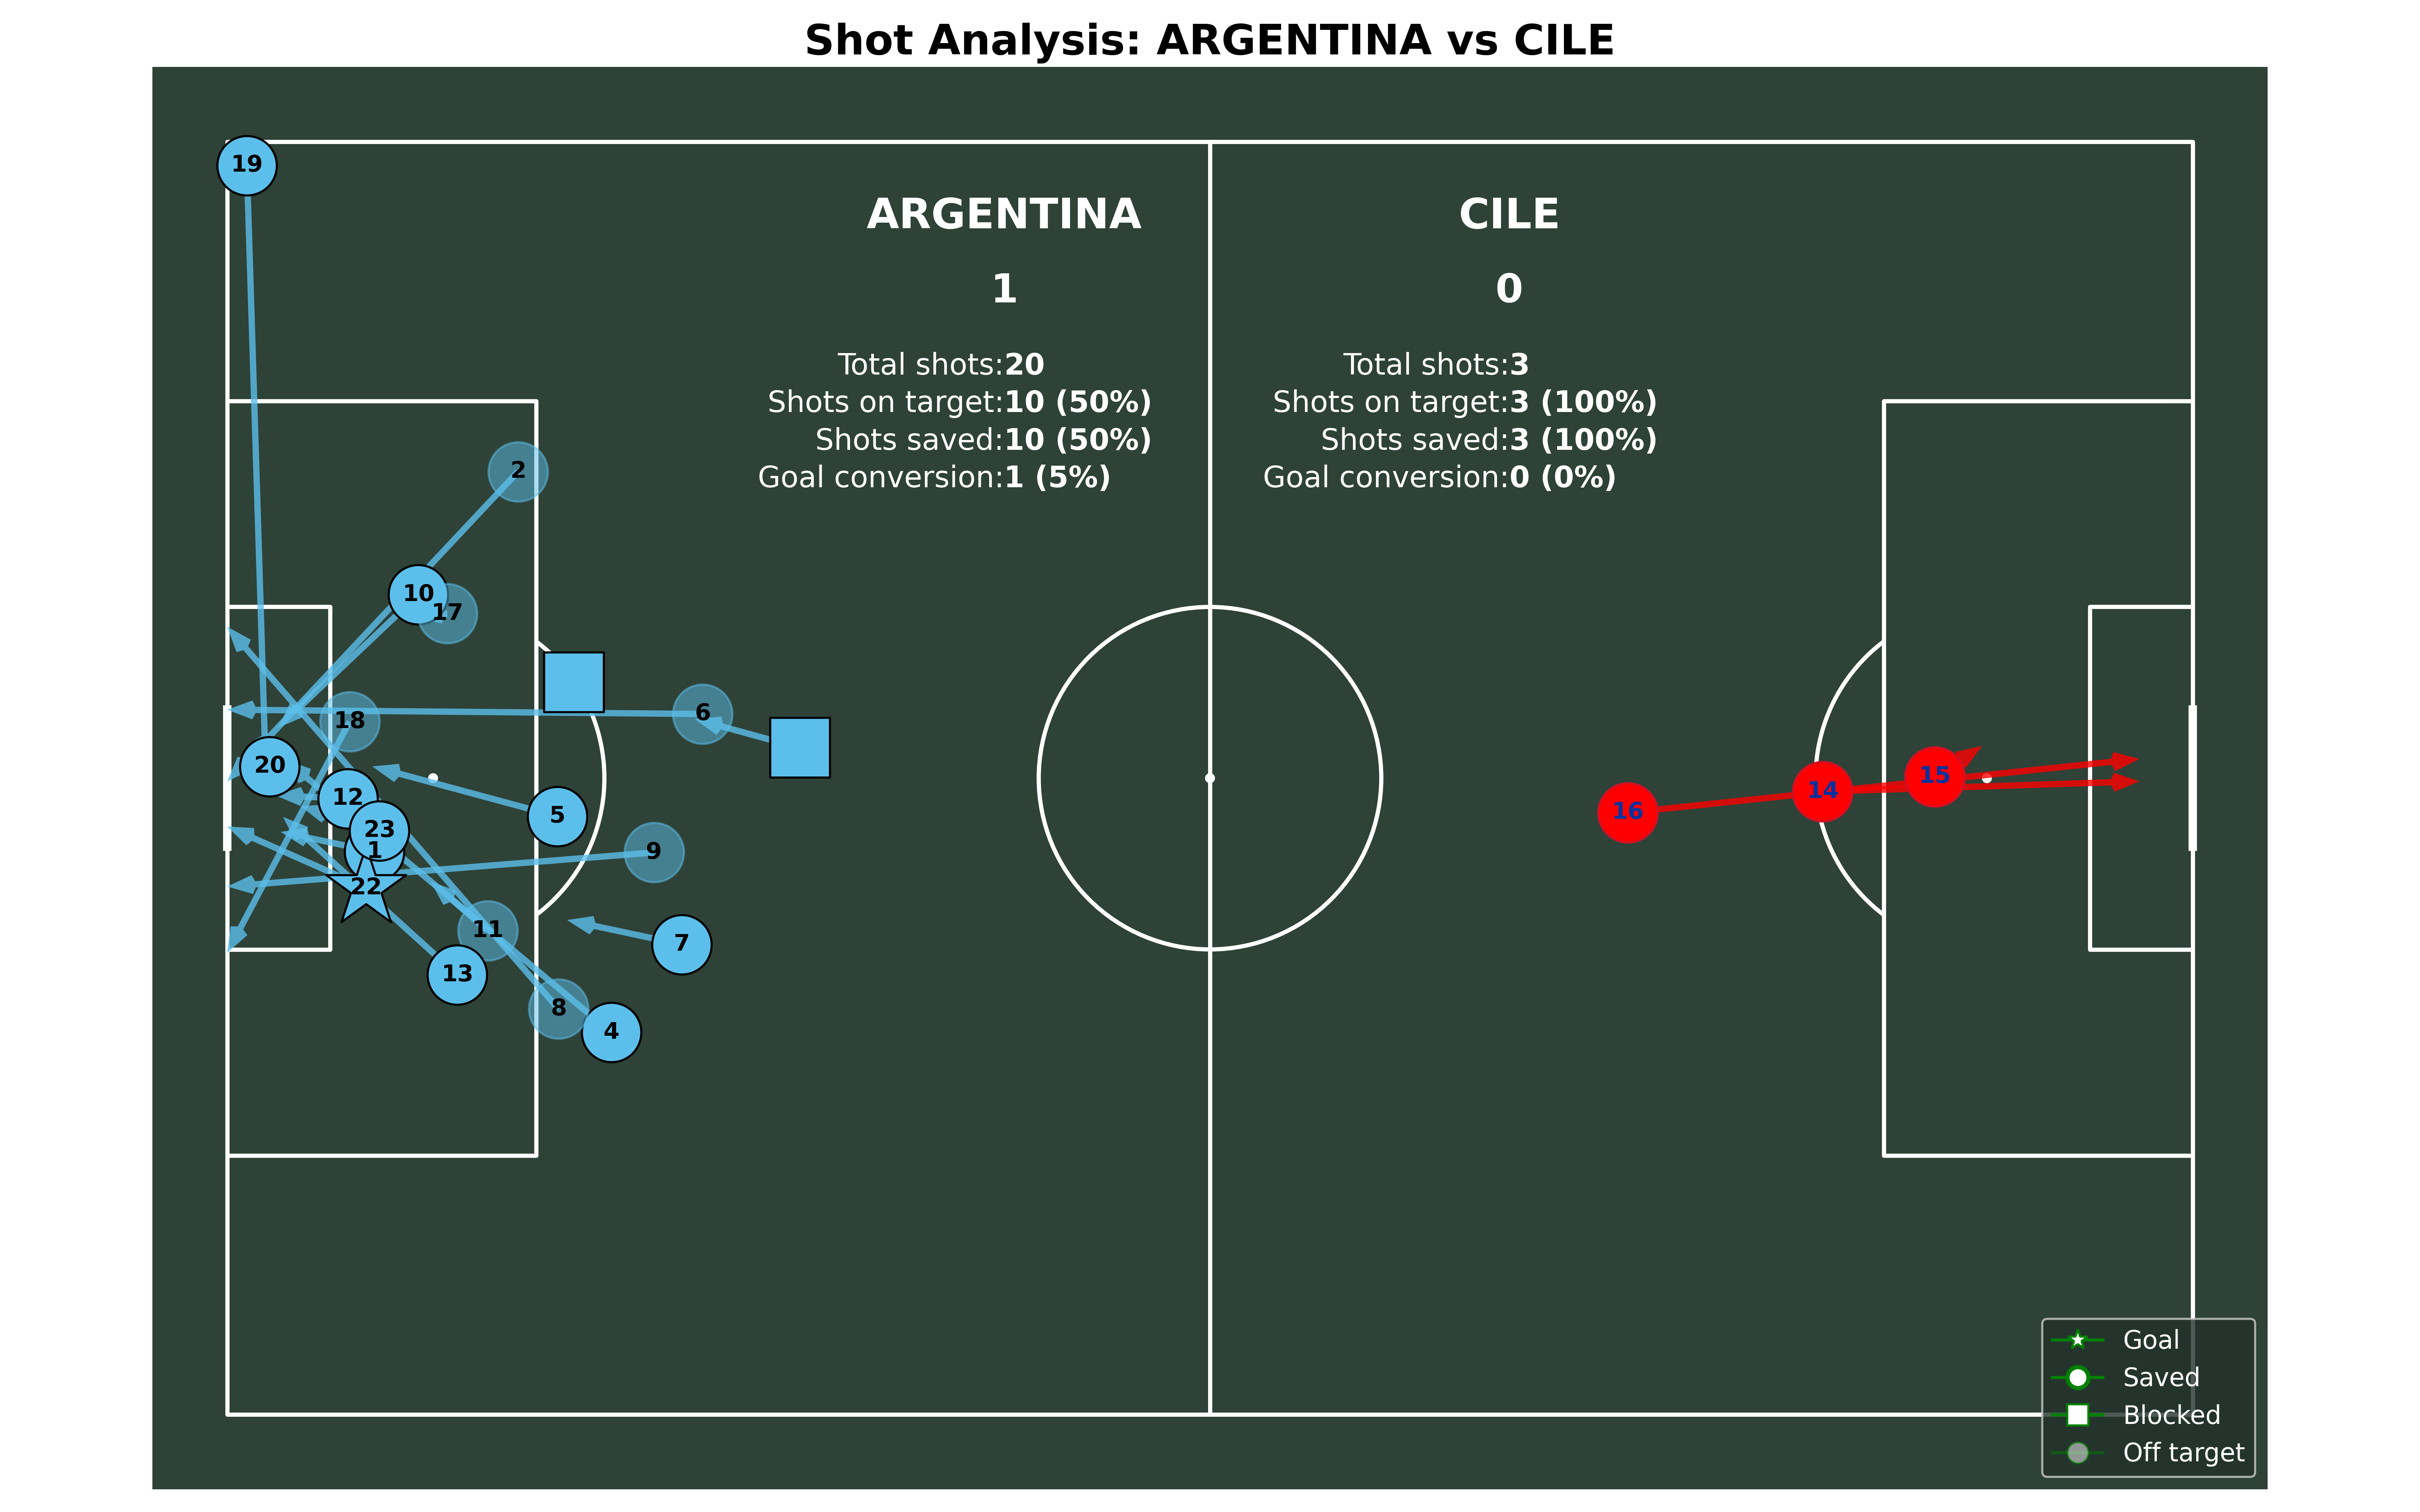 Shot Analysis: ARGENTINA vs CILE
ARGENTINA
1
Total shots:20
Shots on target:10 (50%)
Shots saved:10 (50%)
Goal conversion:1 (5%)
CILE
0
Total shots:3
Shots on target:3 (100%)
Shots saved:3 (100%)
Goal conversion:0 (0%)
19
2
10
17
18
6
20
12
5
23
1
9
22
11
7
13
8
4
16
14
15
Goal
Saved
Blocked
Off target